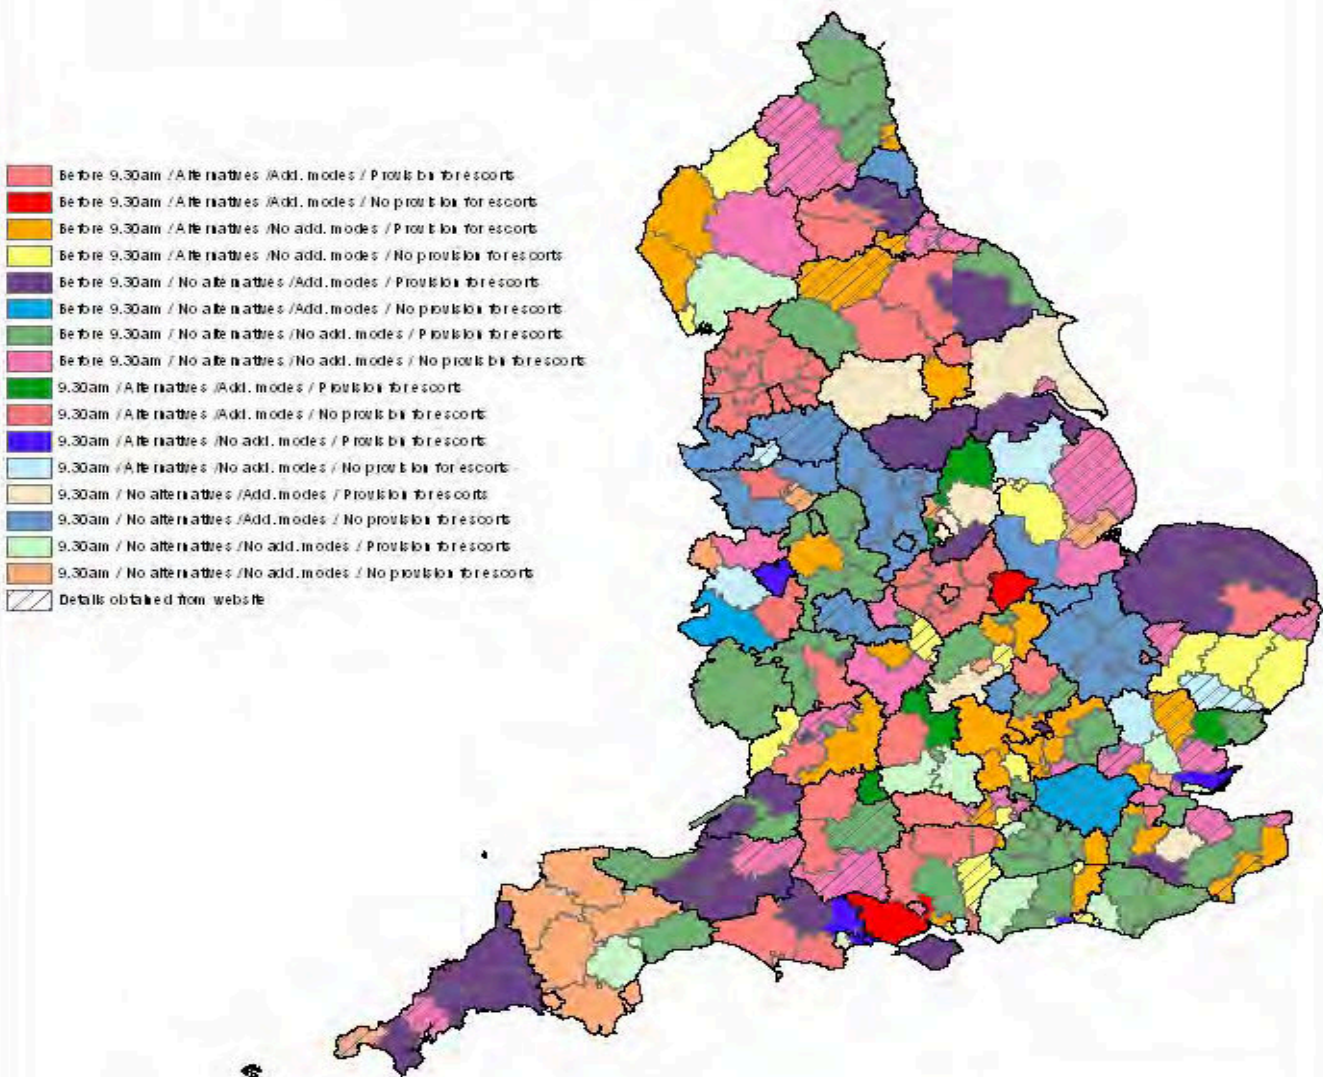 Before 9.30am / Alternatives /Add. modes / Provision for escorts
Before 9.30am / Alternatives /Add. modes / No provision for escorts
Before 9.30am / Alternatives /No add. modes / Provision for escorts
Before 9.30am / Alternatives /No add. modes / No provision for escorts
Before 9.30am / No alternatives /Add. modes / Provision for escorts
Before 9.30am / No alternatives /Add. modes / No provision for escorts
Before 9.30am / No alternatives /No add. modes / Provision for escorts
Before 9.30am / No alternatives /No add. modes / No provision for escorts
9.30am / Alternatives /Add. modes / Provision for escorts
9.30am / Alternatives /Add. modes / No provision for escorts
9.30am / Alternatives /No add. modes / Provision for escorts
9.30am / Alternatives /No add. modes / No provision for escorts
9.30am / No alternatives /Add. modes / Provision for escorts
9.30am / No alternatives /Add. modes / No provision for escorts
9.30am / No alternatives /No add. modes / Provision for escorts
9.30am / No alternatives /No add. modes / No provision for escorts
Details obtained from website